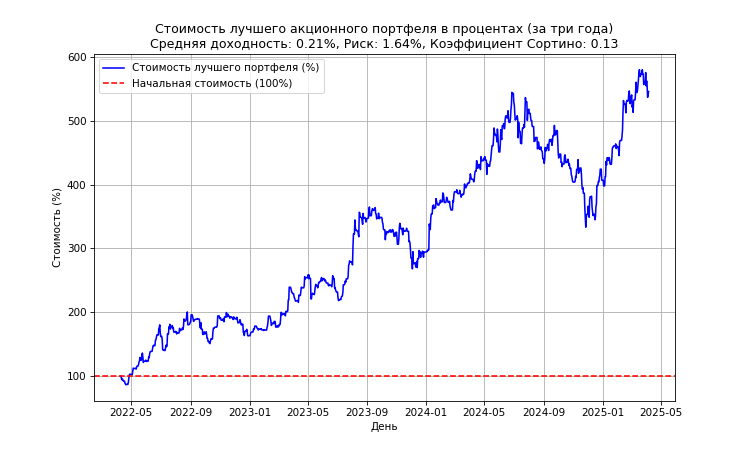 Стоимость лучшего акционного портфеля в процентах (за три года)
Средняя доходность: 0.21%, Риск: 1.64%, Коэффициент Сортино: 0.13
Стоимость лучшего портфеля (%)
Начальная стоимость (100%)
Стоимость (%)
600
500
400
300
200
100
2022-05 2022-09 2023-01 2023-05 2023-09 2024-01 2024-05 2024-09 2025-01 2025-05
День